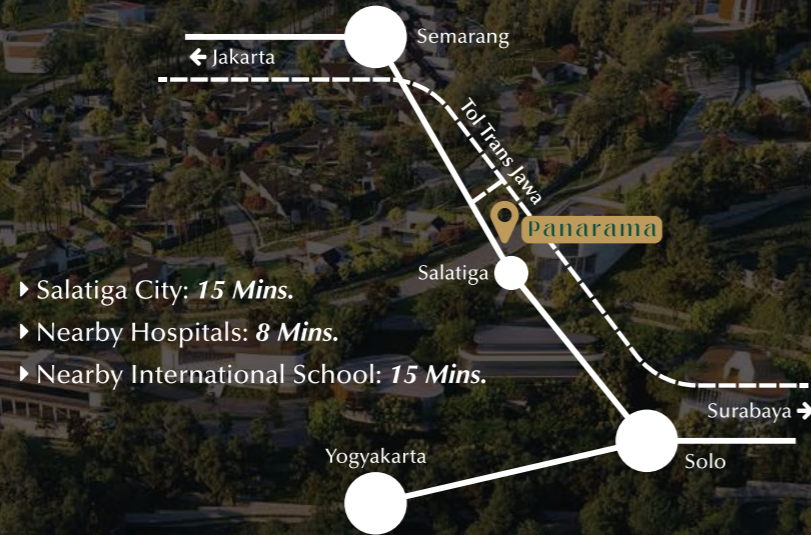 Semarang
← Jakarta
Tol Trans Jawa
Panarama
Salatiga
Salatiga City: 15 Mins.
Nearby Hospitals: 8 Mins.
Nearby International School: 15 Mins.
Surabaya →
Yogyakarta
Solo